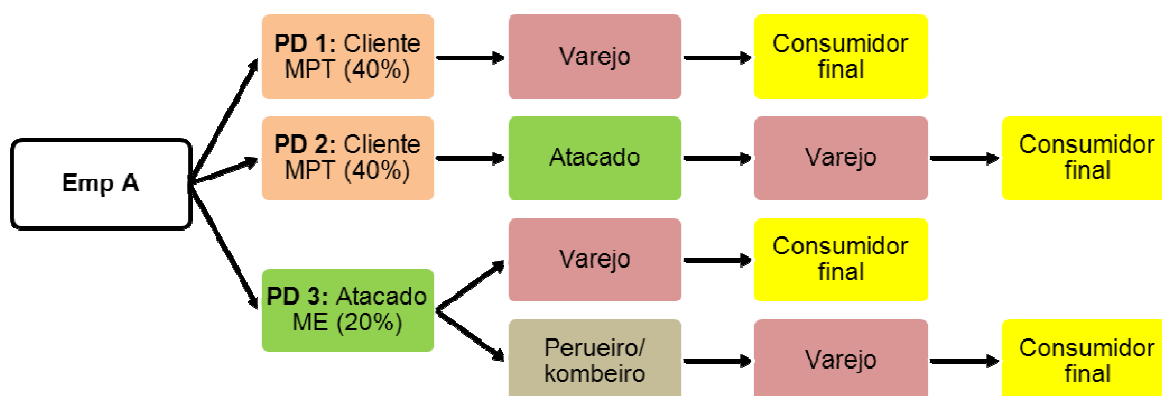 PD 1: Cliente
MPT (40%)
Varejo
Consumidor
final
Emp A
PD 2: Cliente
MPT (40%)
Atacado
Varejo
Consumidor
final
PD 3: Atacado
ME (20%)
Varejo
Consumidor
final
Perueiro/
kombeiro
Varejo
Consumidor
final